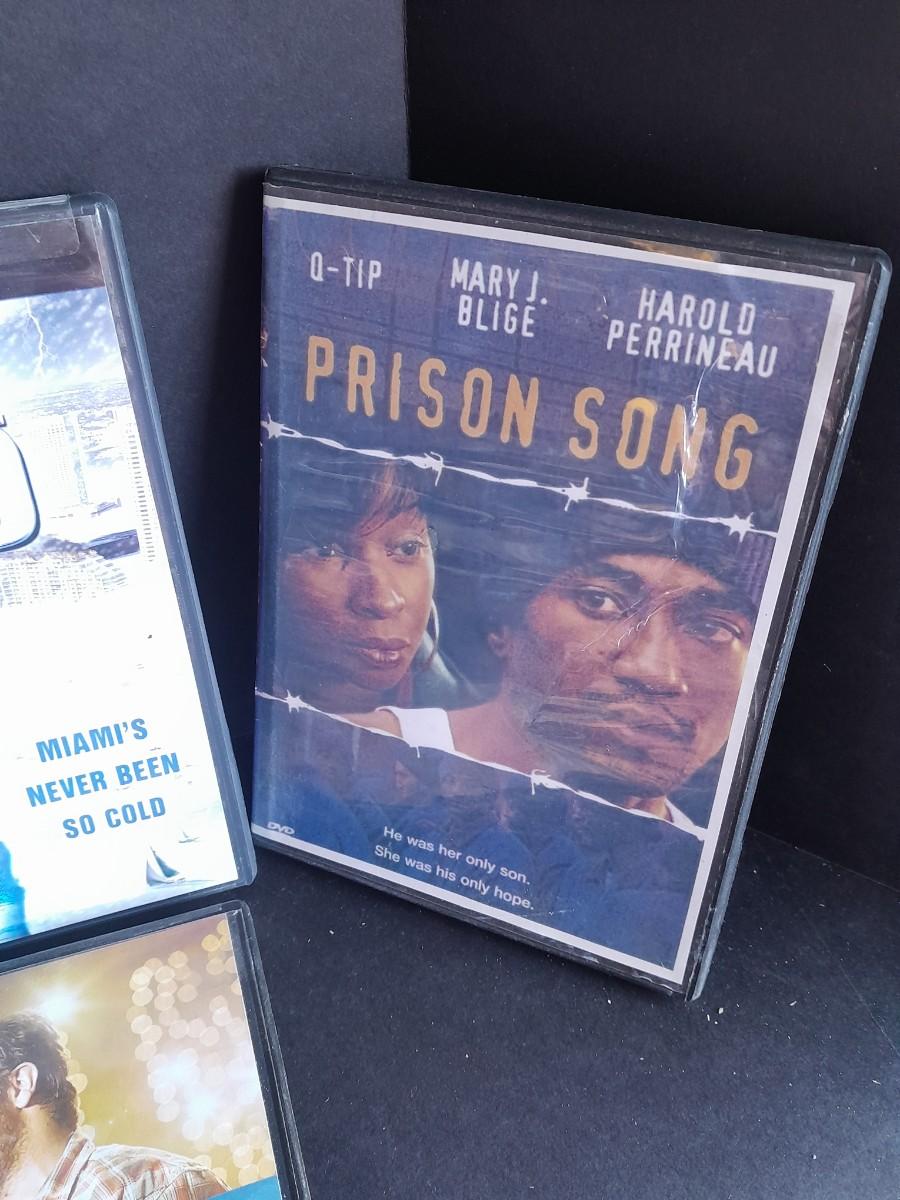 Q-TIP
MARY J.
BLIGE
HAROLD
PERRINEAU
PRISON SONG
He was her only son.
She was his only hope.
DVD
MIAMI'S
NEVER BEEN
SO COLD